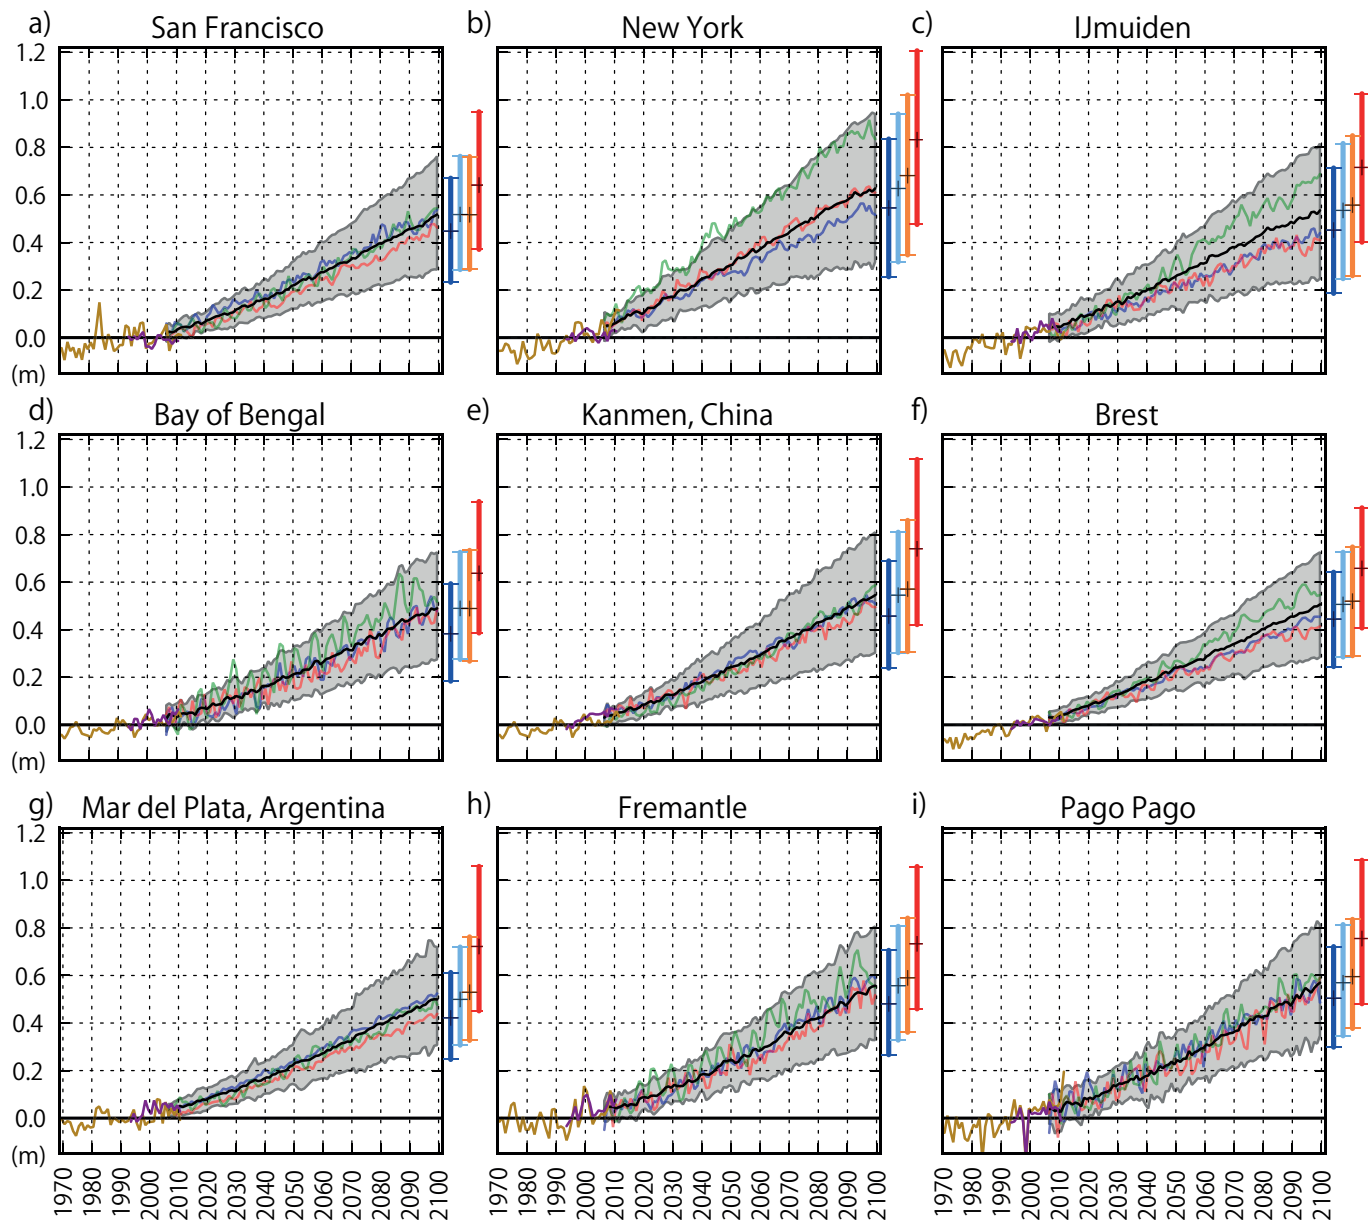 a) San Francisco
b) New York
c) IJmuiden
1.2
1.0
0.8
0.6
0.4
0.2
0.0
(m)
d) Bay of Bengal
e) Kanmen, China
f) Brest
1.0
0.8
0.6
0.4
0.2
0.0
(m)
g) Mar del Plata, Argentina
h) Fremantle
i) Pago Pago
1.2
1.0
0.8
0.6
0.4
0.2
0.0
(m)
1970 1980 1990 2000 2010 2020 2030 2040 2050 2060 2070 2080 2090 2100
1970 1980 1990 2000 2010 2020 2030 2040 2050 2060 2070 2080 2090 2100
1970 1980 1990 2000 2010 2020 2030 2040 2050 2060 2070 2080 2090 2100